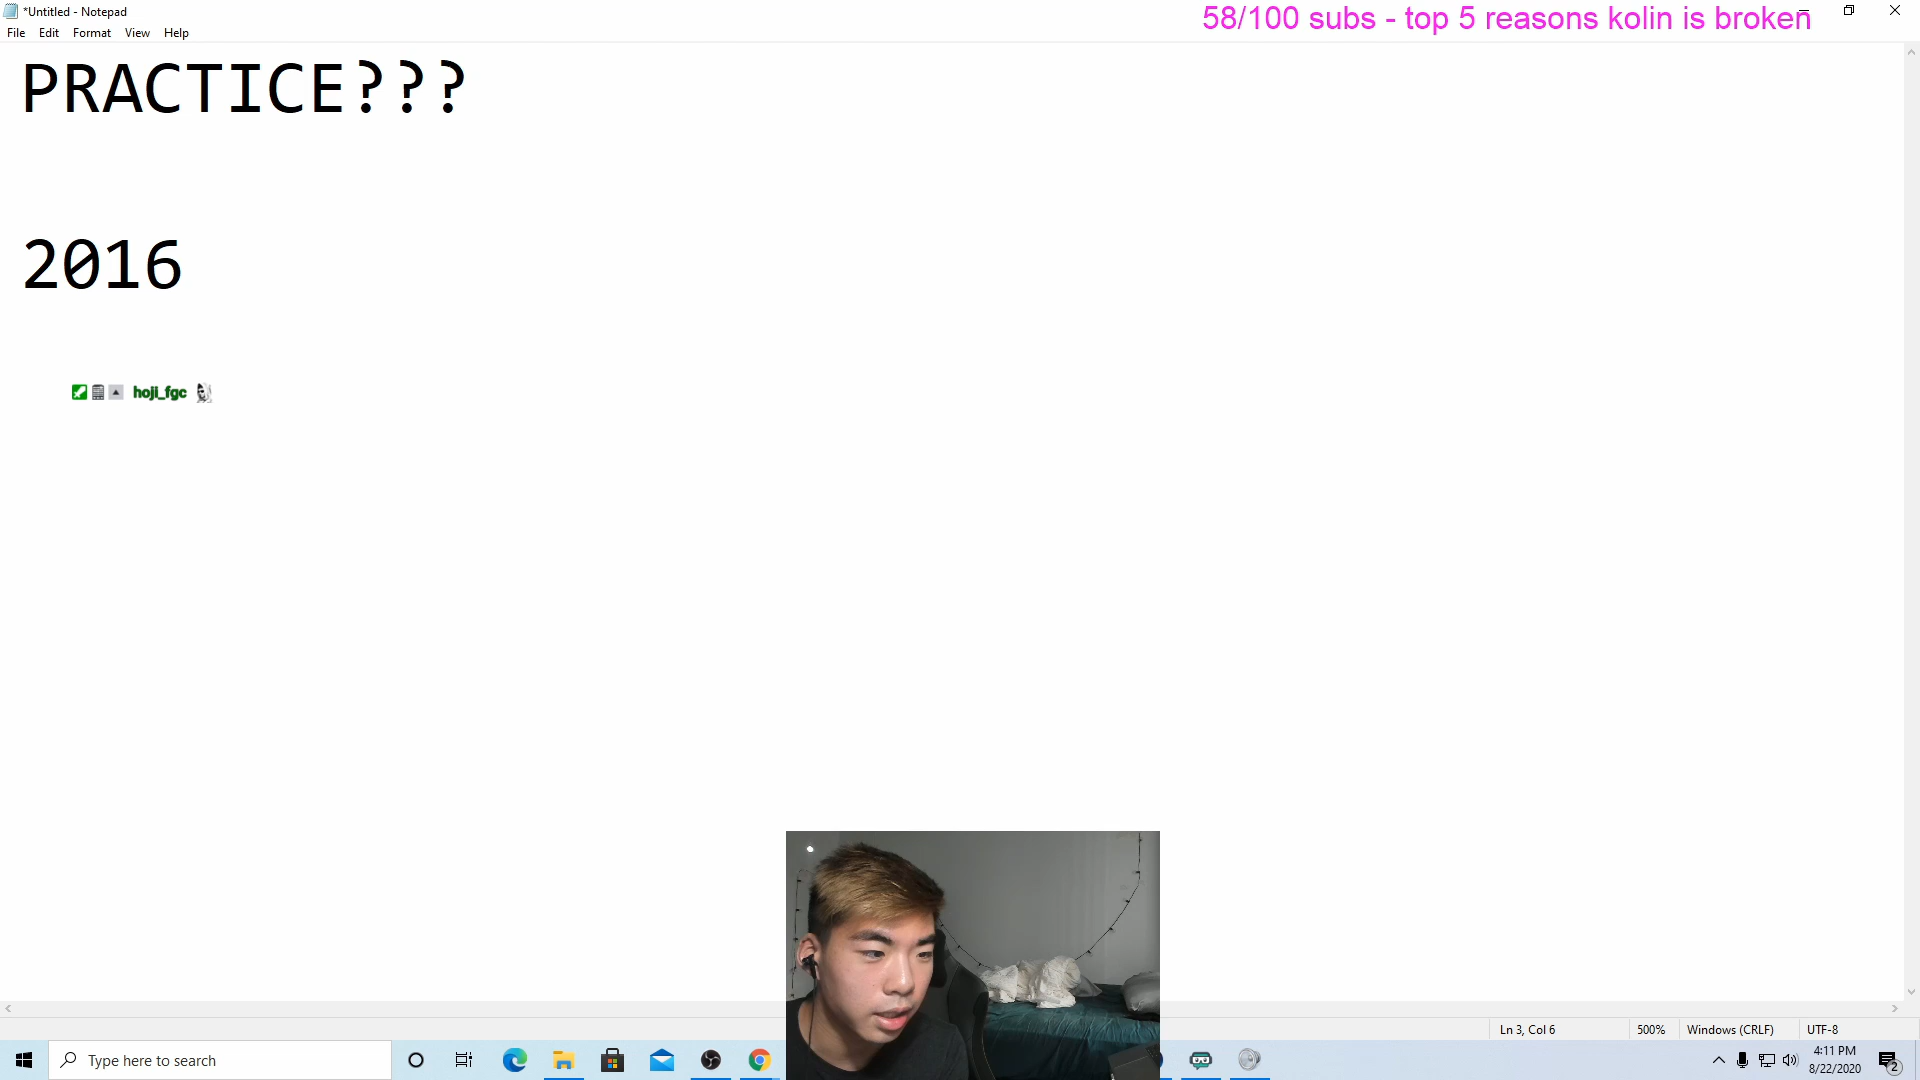 *Untitled - Notepad
58/100 subs - top 5 reasons kolin is broken
File Edit Format View Help
PRACTICE???
2016
hoji_fgc
Ln 3, Col 6 500% Windows (CRLF) UTF-8
Type here to search
4:11 PM
8/22/2020
2